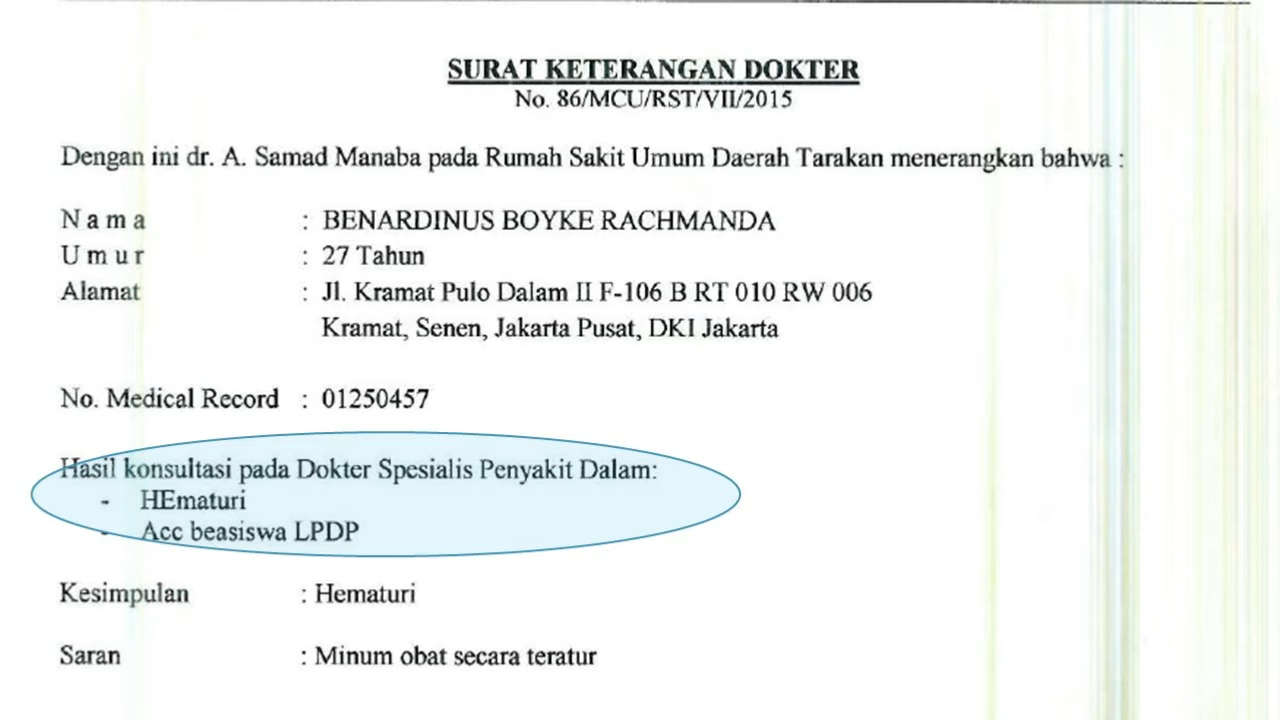 SURAT KETERANGAN DOKTER
No. 86/MCU/RST/VII/2015
Dengan ini dr. A. Samad Manaba pada Rumah Sakit Umum Daerah Tarakan menerangkan bahwa :
N a m a : BENARDINUS BOYKE RACHMANDA
U m u r : 27 Tahun
Alamat : Jl. Kramat Pulo Dalam II F-106 B RT 010 RW 006
Kramat, Senen, Jakarta Pusat, DKI Jakarta
No. Medical Record : 01250457
Hasil konsultasi pada Dokter Spesialis Penyakit Dalam:
- HEmaturi
- Acc beasiswa LPDP
Kesimpulan : Hematuri
Saran : Minum obat secara teratur